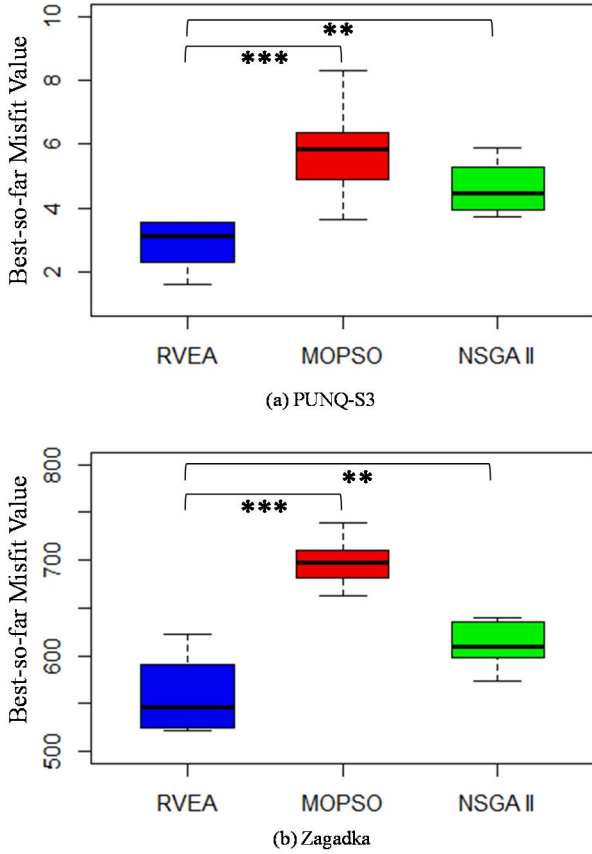 Best-so-far Misfit Value
10
8
6
4
2
**
***
RVEA
MOPSO
NSGA II
(a) PUNQ-S3
Best-so-far Misfit Value
800
700
600
500
**
***
RVEA
MOPSO
NSGA II
(b) Zagadka